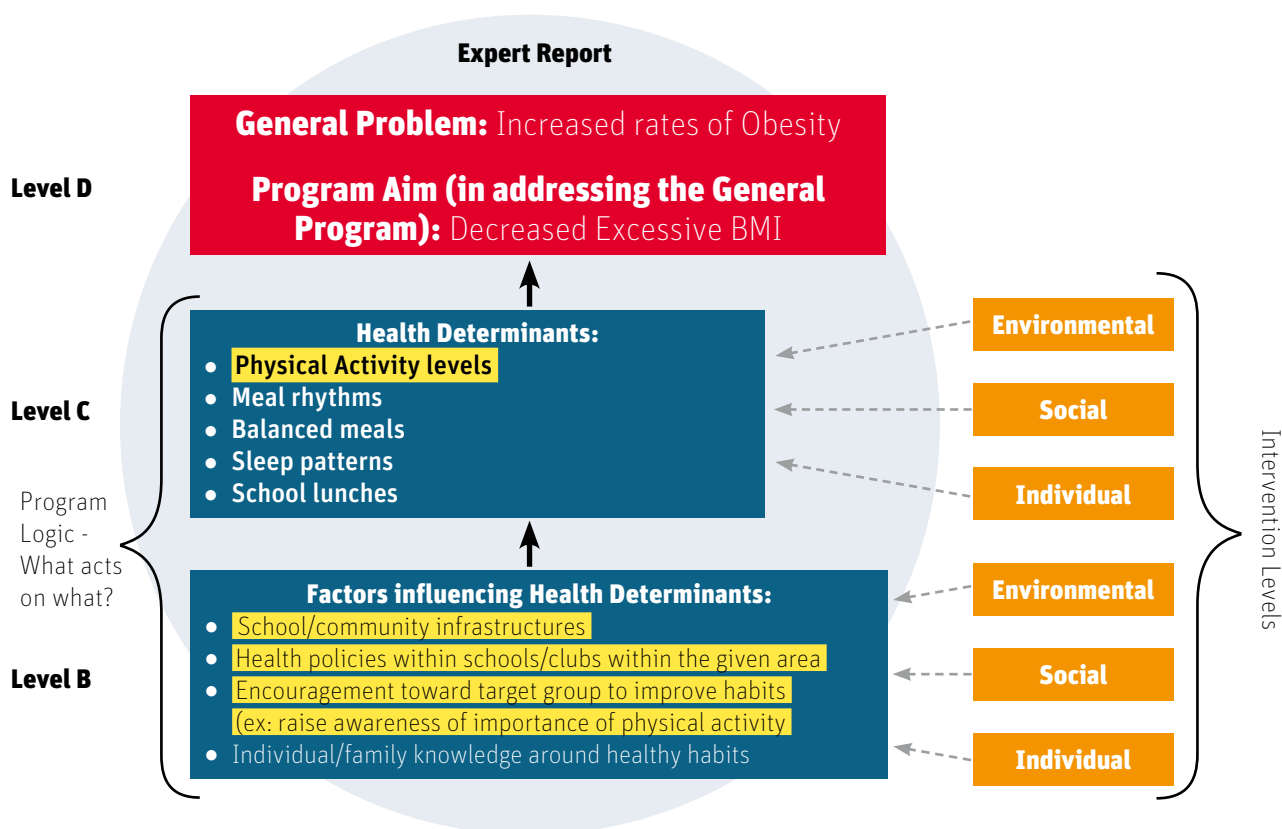 Expert Report
General Problem: Increased rates of Obesity
Level D
Program Aim (in addressing the General
Program): Decreased Excessive BMI
Health Determinants:
● Physical Activity levels
● Meal rhythms
● Balanced meals
● Sleep patterns
● School lunches
Level C
Program
Logic -
What acts
on what?
Factors influencing Health Determinants:
● School/community infrastructures
● Health policies within schools/clubs within the given area
● Encouragement toward target group to improve habits
(ex: raise awareness of importance of physical activity
● Individual/family knowledge around healthy habits
Level B
Environmental
Social
Individual
Environmental
Social
Individual
Intervention Levels